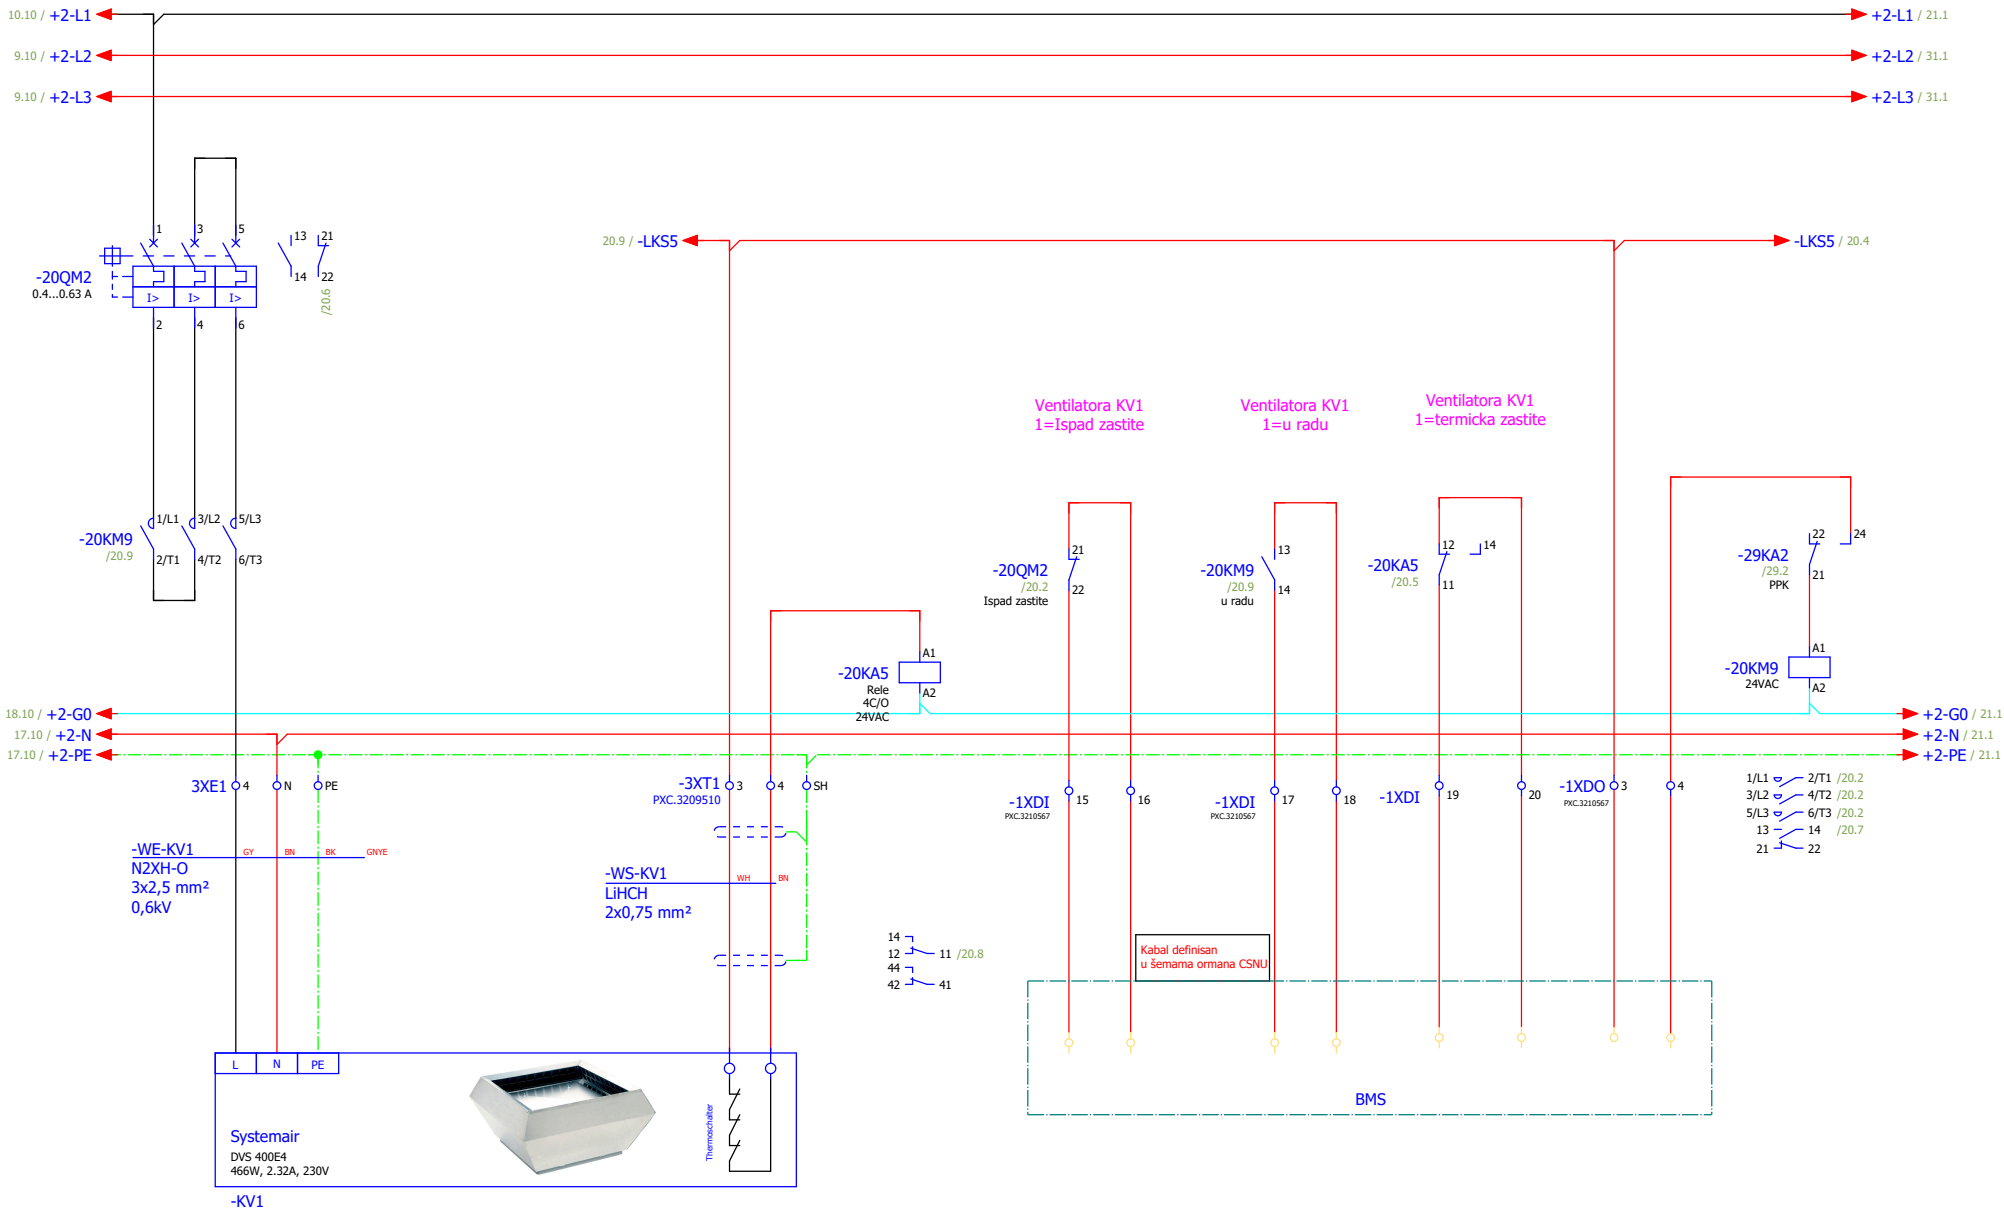 10.10 / +2-L1
+2-L1 / 21.1
9.10 / +2-L2
+2-L2 / 31.1
9.10 / +2-L3
+2-L3 / 31.1
1 3 5
13 21
-20QM2
0.4...0.63 A
14 22
/20.6
I> I> I>
2 4 6
20.9 / -LKS5
-LKS5 / 20.4
Ventilatora KV1
1=Ispad zastite
Ventilatora KV1
1=u radu
Ventilatora KV1
1=termicka zastite
1/L1 3/L2 5/L3
-20KM9
/20.9
2/T1 4/T2 6/T3
21
-20QM2
/20.2
22
Ispad zastite
13
-20KM9
/20.9
14
u radu
12 14
-20KA5
/20.5
11
22 24
-29KA2
/29.2
21
PPK
A1
-20KA5
Rele
A2
4C/O
24VAC
A1
-20KM9
24VAC
A2
18.10 / +2-G0
+2-G0 / 21.1
17.10 / +2-N
+2-N / 21.1
17.10 / +2-PE
+2-PE / 21.1
3XE1 4 N PE
-3XT1 3 4 SH
PXC.3209510
-1XDI 15 16
PXC.3210567
-1XDI 17 18
PXC.3210567
-1XDI 19 20
-1XDO 3 4
PXC.3210567
1/L1 2/T1 /20.2
3/L2 4/T2 /20.2
5/L3 6/T3 /20.2
13 14 /20.7
21 22
-WE-KV1 GY BN BK GNYE
N2XH-O
3x2,5 mm²
0,6kV
-WS-KV1 WH BN
LiHCH
2x0,75 mm²
14
12 11 /20.8
44
42 41
Kabal definisan
u šemama ormana CSNU
L N PE
Thermoschalter
BMS
Systemair
DVS 400E4
466W, 2.32A, 230V
-KV1